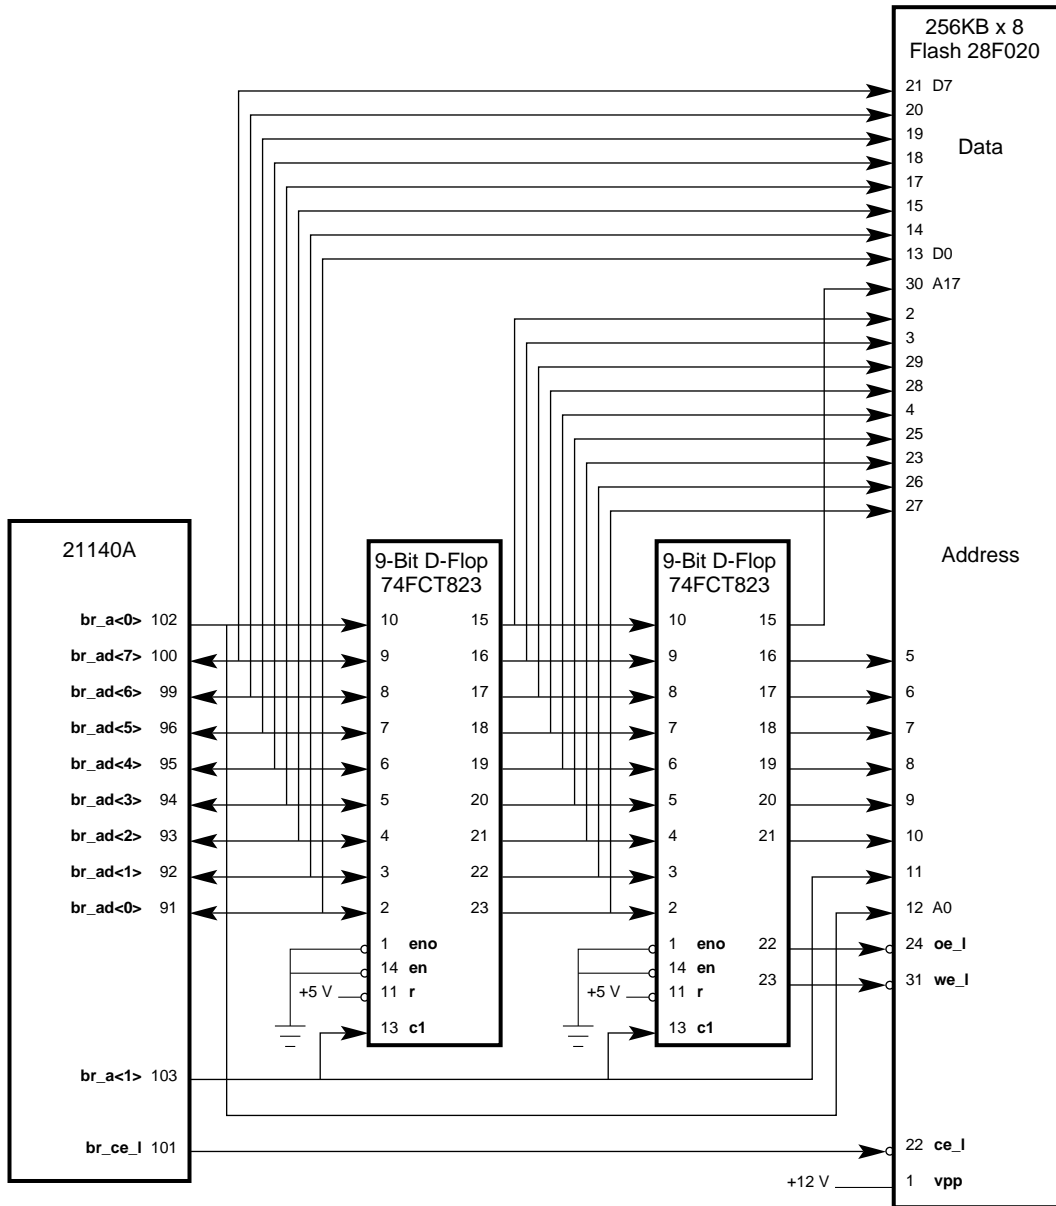 256KB x 8
Flash 28F020
21 D7
20
19
Data
18
17
15
14
13 D0
30 A17
2
3
29
28
4
25
23
26
27
Address
5
6
7
8
9
10
11
12 A0
24 oe_l
31 we_l
22 ce_l
1 vpp
+12 V
21140A
br_a<0> 102
br_ad<7> 100
br_ad<6> 99
br_ad<5> 96
br_ad<4> 95
br_ad<3> 94
br_ad<2> 93
br_ad<1> 92
br_ad<0> 91
br_a<1> 103
br_ce_l 101
9-Bit D-Flop
74FCT823
10 15
9 16
8 17
7 18
6 19
5 20
4 21
3 22
2 23
1 eno
14 en
+5 V 11 r
13 c1
9-Bit D-Flop
74FCT823
10 15
9 16
8 17
7 18
6 19
5 20
4 21
3
2
1 eno 22
14 en 23
+5 V 11 r
13 c1